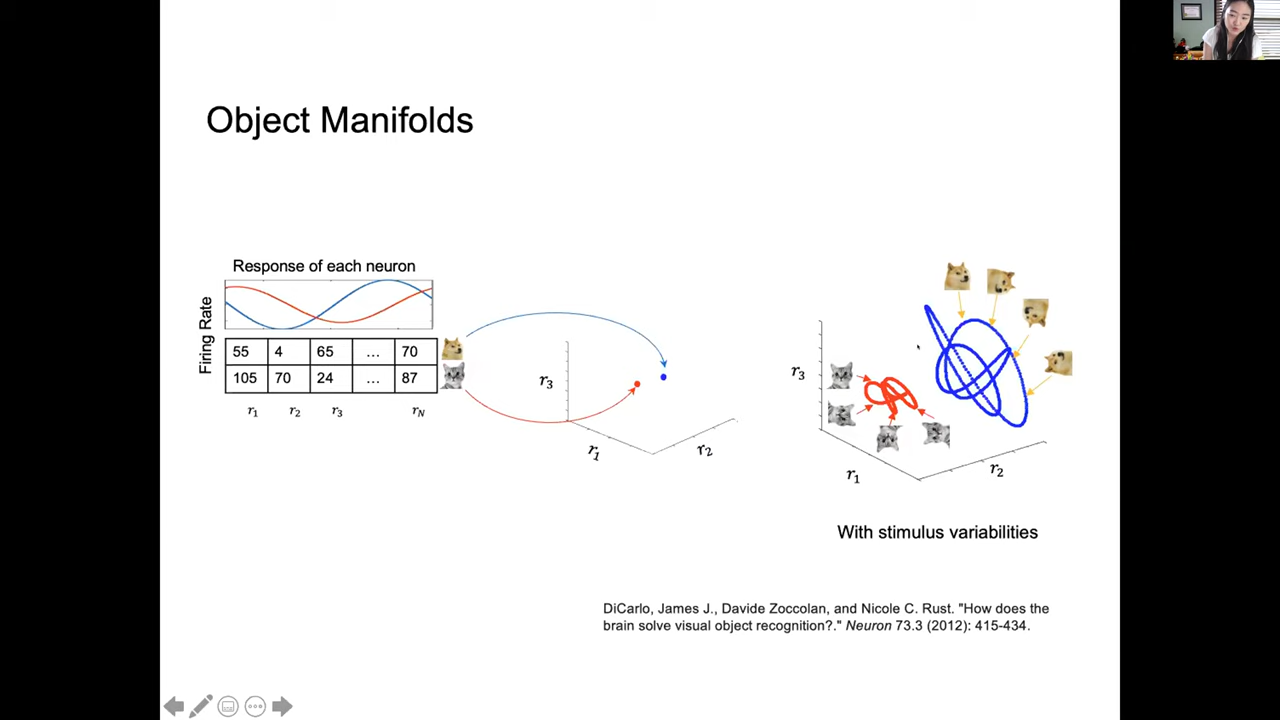 Object Manifolds
Response of each neuron
Firing Rate
55 4 65 ... 70
105 70 24 ... 87
r1 r2 r3 rN
r3
r1
r2
r3
r1
r2
With stimulus variabilities
DiCarlo, James J., Davide Zoccolan, and Nicole C. Rust. "How does the
brain solve visual object recognition?." Neuron 73.3 (2012): 415-434.